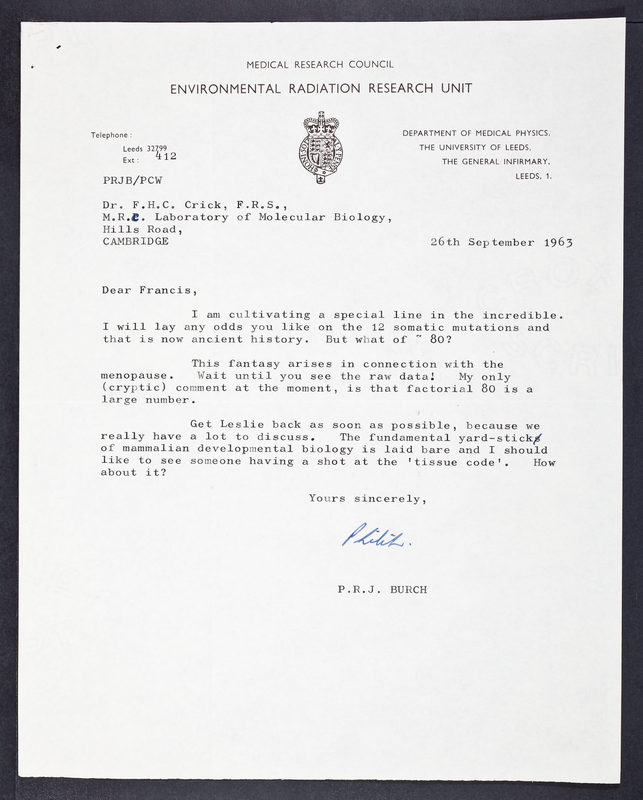 MEDICAL RESEARCH COUNCIL
ENVIRONMENTAL RADIATION RESEARCH UNIT
Telephone :
Leeds 32799
Ext : 412
DEPARTMENT OF MEDICAL PHYSICS,
THE UNIVERSITY OF LEEDS,
THE GENERAL INFIRMARY,
LEEDS, 1.
PRJB/PCW
Dr. F.H.C. Crick, F.R.S.,
M.R.C. Laboratory of Molecular Biology,
Hills Road,
CAMBRIDGE
26th September 1963
Dear Francis,
I am cultivating a special line in the incredible.
I will lay any odds you like on the 12 somatic mutations and
that is now ancient history. But what of ~ 80?
This fantasy arises in connection with the
menopause. Wait until you see the raw data! My only
(cryptic) comment at the moment, is that factorial 80 is a
large number.
Get Leslie back as soon as possible, because we
really have a lot to discuss. The fundamental yard-stick
of mammalian developmental biology is laid bare and I should
like to see someone having a shot at the 'tissue code'. How
about it?
Yours sincerely,
Philip.
P.R.J. BURCH